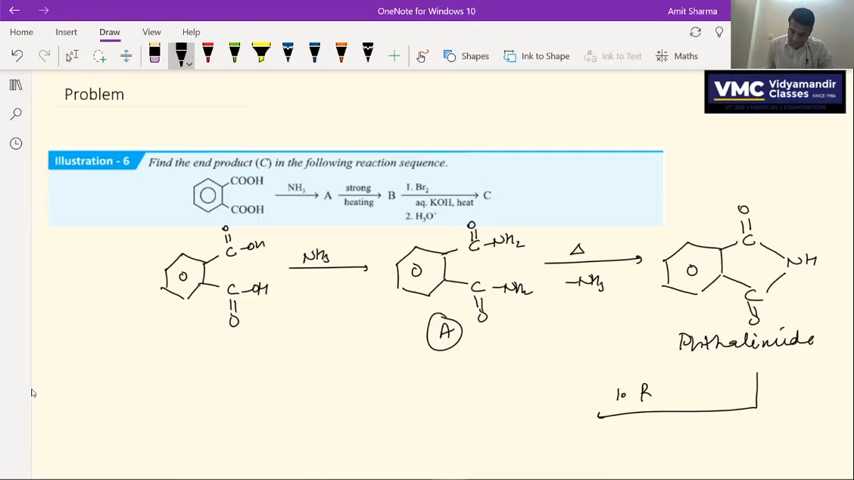 OneNote for Windows 10
Amit Sharma
Home Insert Draw View Help
Shapes Ink to Shape Ink to Text Maths
VMC Vidyamandir Classes
SINCE 1986
Problem
Illustration - 6 Find the end product (C) in the following reaction sequence.
COOH
COOH
NH₃
A
strong
heating
B
1. Br₂
aq. KOH, heat
2. H₃O⁺
C
O
C-OH
C-OH
O
NH₃
O
C-NH₂
C-NH₂
O
A
Δ
-NH₃
O
C
NH
C
O
Phthalimide
1. R